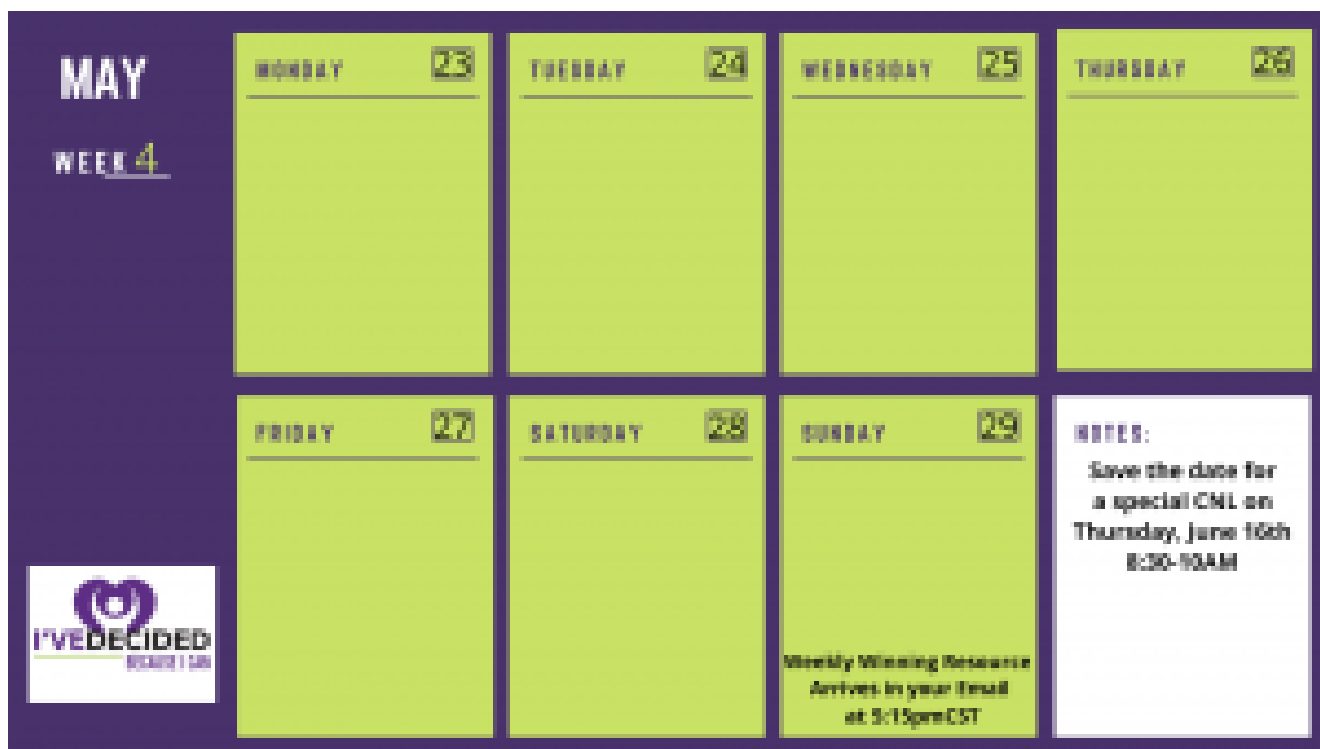 MAY
WEEK 4
MONDAY 23
TUESDAY 24
WEDNESDAY 25
THURSDAY 26
FRIDAY 27
SATURDAY 28
SUNDAY 29
Weekly Winning Resource
Arrives in your Email
at 5:15pmCST
NOTES:
Save the date for
a special CNL on
Thursday, June 16th
8:30-10AM
I'VEDECIDED
BECAUSE I CAN